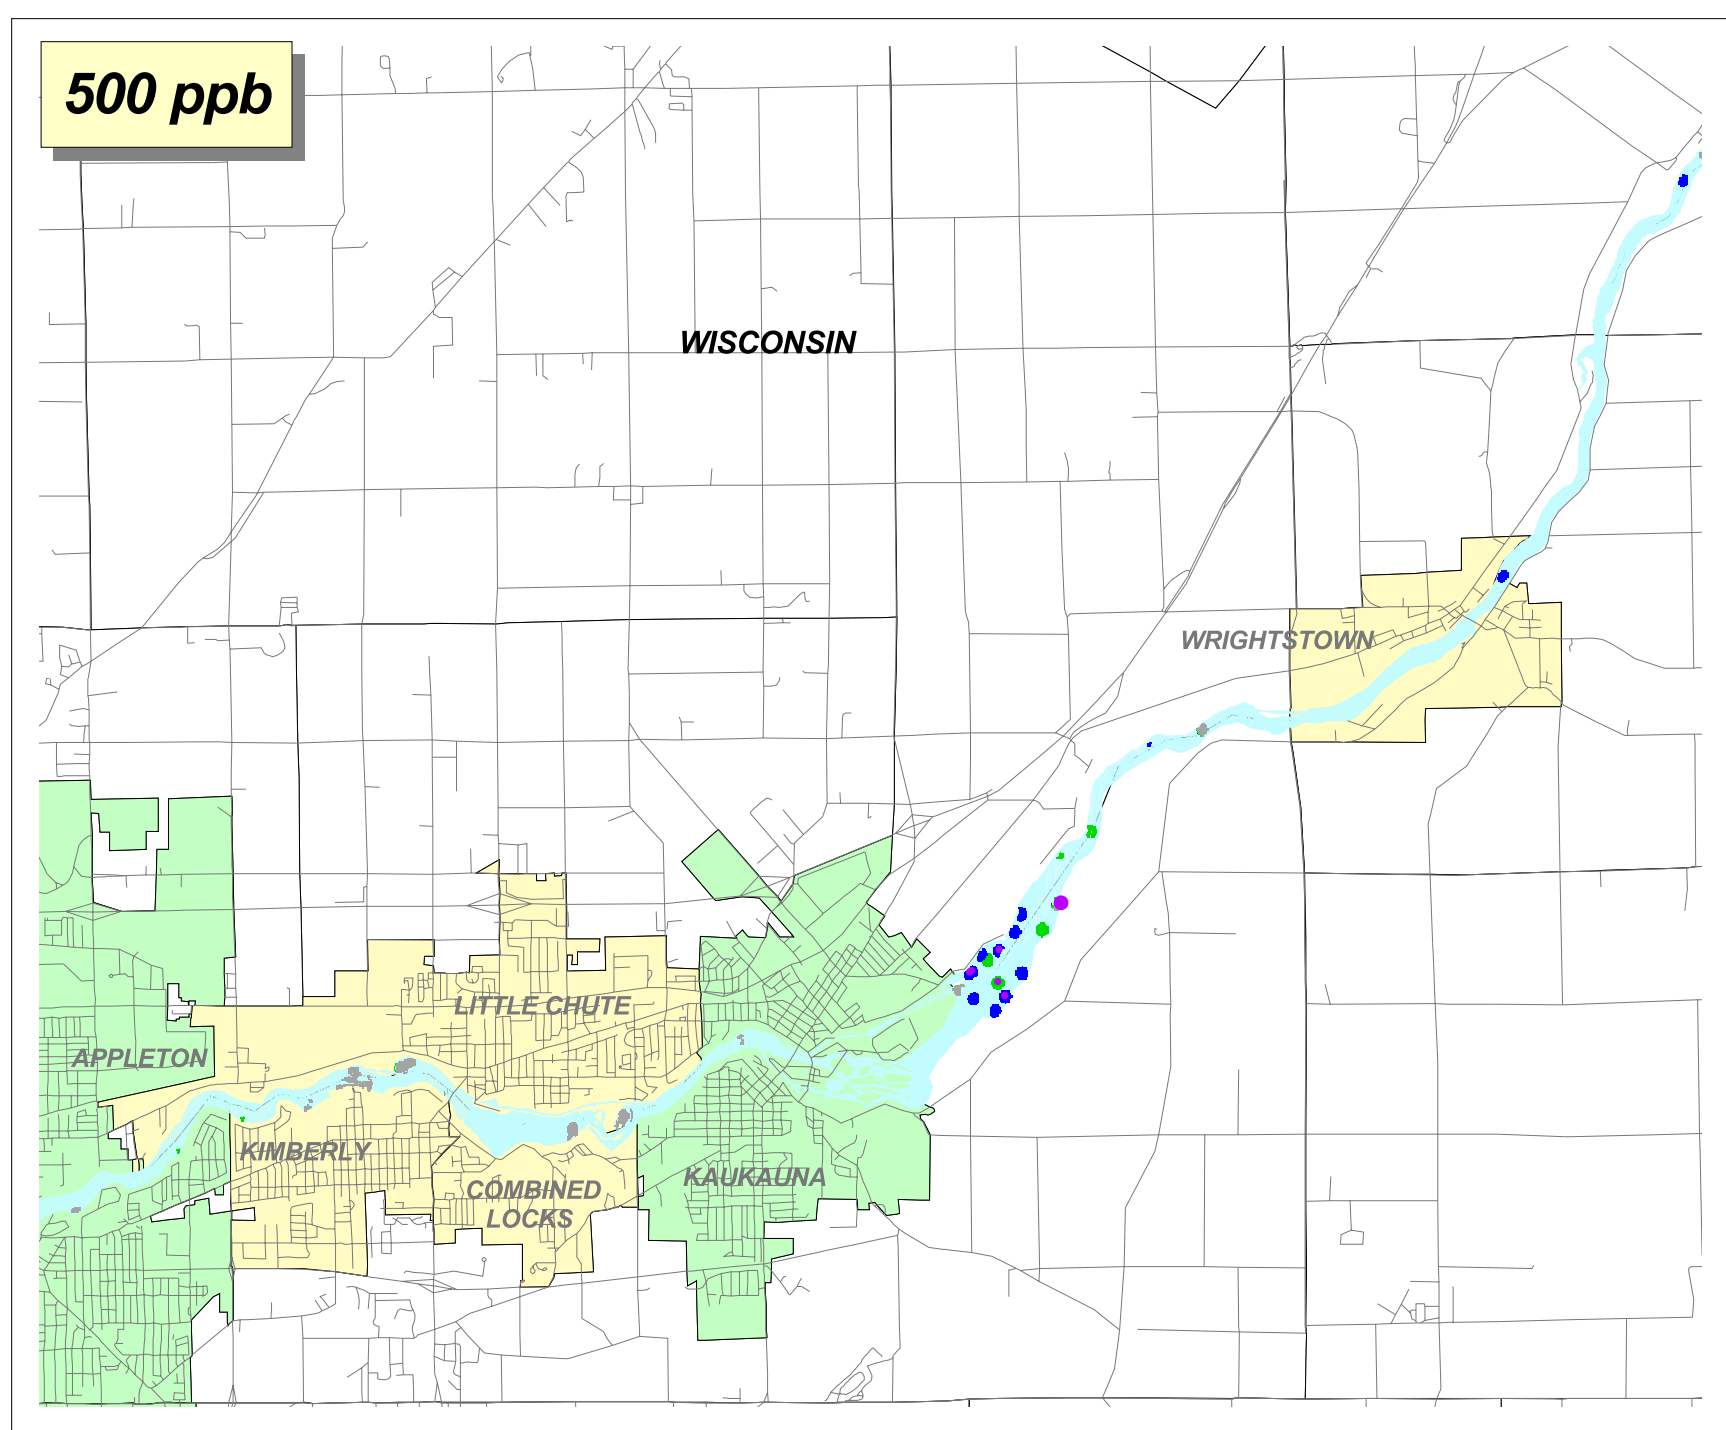 500 ppb
WISCONSIN
WRIGHTSTOWN
LITTLE CHUTE
APPLETON
KIMBERLY
KAUKAUNA
COMBINED
LOCKS